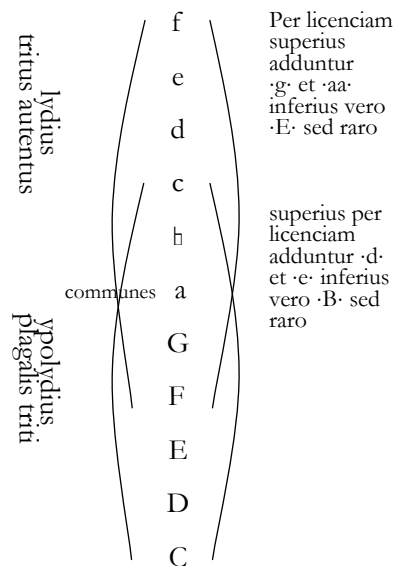 lydius
tritus autentus
ypolydius
plagalis triti
f
e
d
c
♮
communes a
G
F
E
D
C
Per licenciam
superius
adduntur
·g· et ·aa·
inferius vero
·E· sed raro
superius per
licenciam
adduntur ·d·
et ·e· inferius
vero ·B· sed
raro